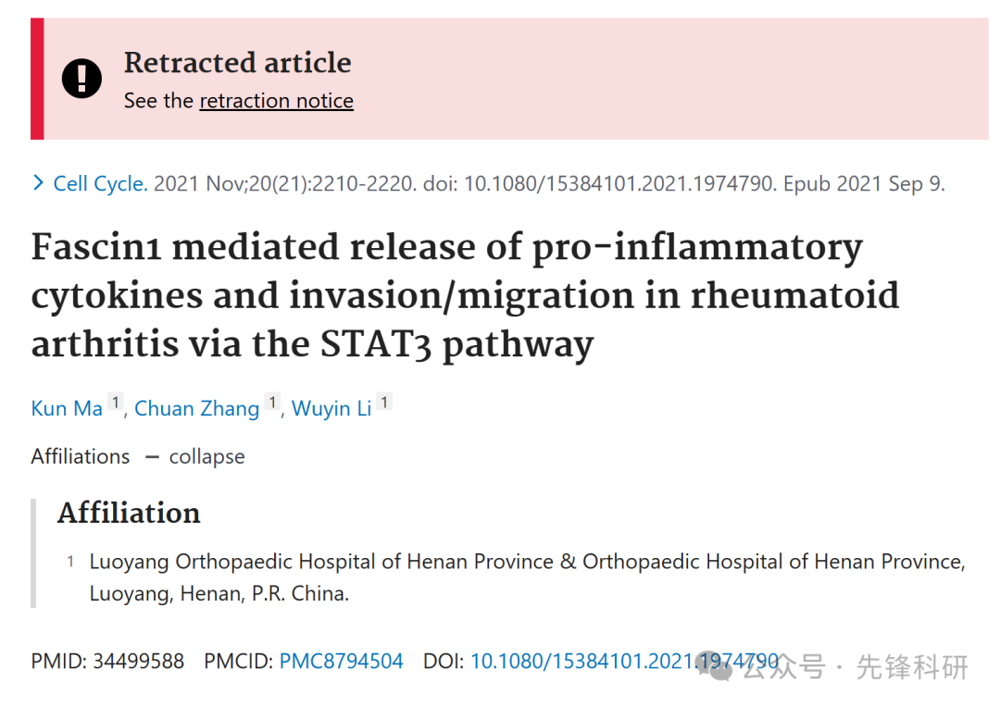 Retracted article
See the retraction notice
Cell Cycle. 2021 Nov;20(21):2210-2220. doi: 10.1080/15384101.2021.1974790. Epub 2021 Sep 9.
Fascin1 mediated release of pro-inflammatory
cytokines and invasion/migration in rheumatoid
arthritis via the STAT3 pathway
Kun Ma 1, Chuan Zhang 1, Wuyin Li 1
Affiliations — collapse
Affiliation
1 Luoyang Orthopaedic Hospital of Henan Province & Orthopaedic Hospital of Henan Province,
Luoyang, Henan, P.R. China.
PMID: 34499588 PMCID: PMC8794504 DOI: 10.1080/15384101.2021.1974790
公众号 · 先锋科研